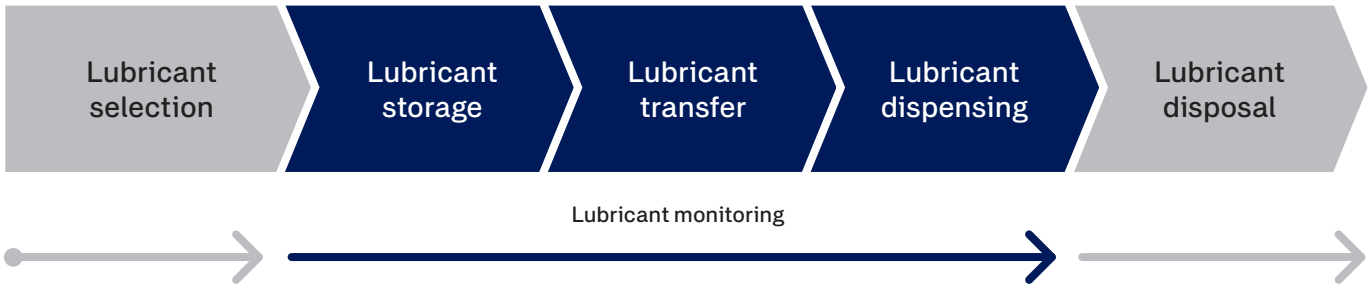 Lubricant
selection
Lubricant
storage
Lubricant
transfer
Lubricant
dispensing
Lubricant
disposal
Lubricant monitoring